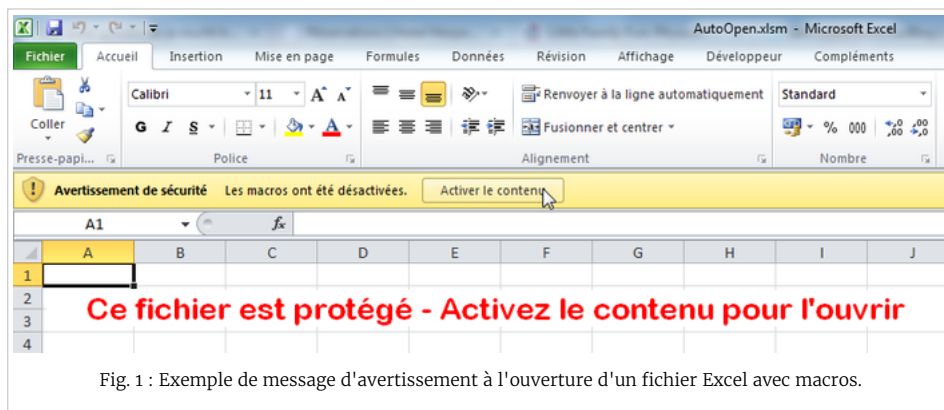 AutoOpen.xlsm - Microsoft Excel
Fichier Accueil Insertion Mise en page Formules Données Révision Affichage Développeur Compléments
Calibri 11 A A Renvoyer à la ligne automatiquement Standard
Coller G I S A Fusionner et centrer % 000 ,00 ,00 ,0
Presse-papi... Police Alignement Nombre
Avertissement de sécurité Les macros ont été désactivées. Activer le contenu
A1 fx
A B C D E F G H I J
1
2
Ce fichier est protégé - Activez le contenu pour l'ouvrir
3
4
Fig. 1 : Exemple de message d'avertissement à l'ouverture d'un fichier Excel avec macros.